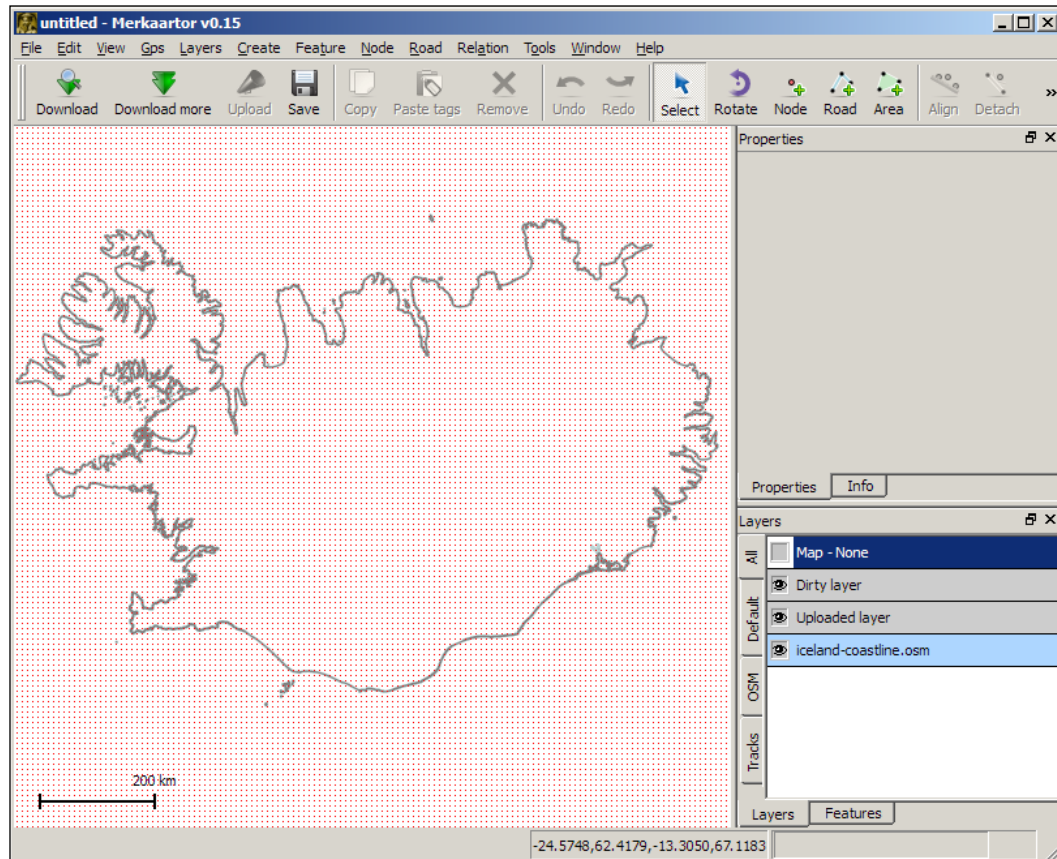 untitled - Merkaartor v0.15
File Edit View Gps Layers Create Feature Node Road Relation Tools Window Help
Download Download more Upload Save Copy Paste tags Remove Undo Redo Select Rotate Node Road Area Align Detach »
Properties
200 km
Properties Info
Layers
All
Default
OSM
Tracks
Map - None
Dirty layer
Uploaded layer
iceland-coastline.osm
Layers Features
-24.5748,62.4179,-13.3050,67.1183